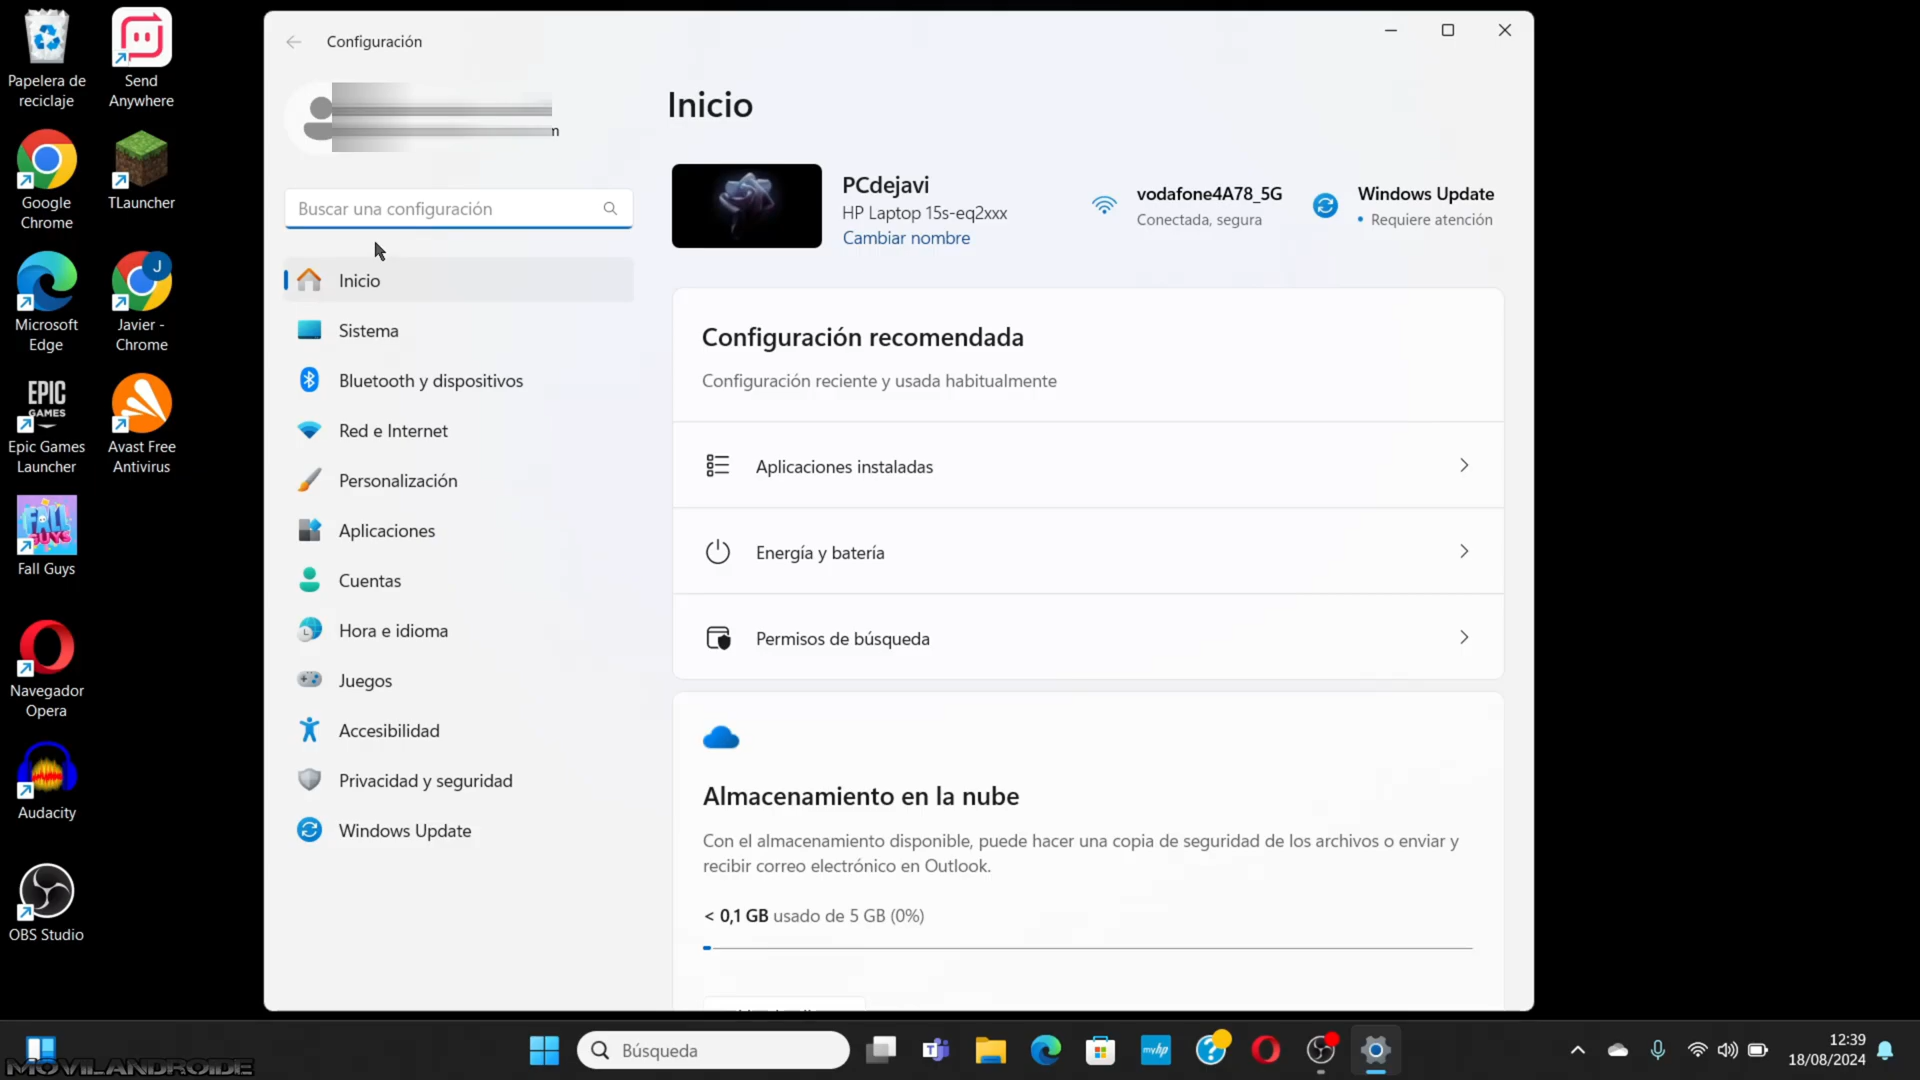 Papelera de
reciclaje
Send
Anywhere
Google
Chrome
TLauncher
Microsoft
Edge
J
Javier -
Chrome
EPIC
GAMES
Epic Games
Launcher
Avast Free
Antivirus
FALL
GUYS
Fall Guys
Navegador
Opera
Audacity
OBS Studio
Configuración
n
Buscar una configuración
Inicio
Sistema
Bluetooth y dispositivos
Red e Internet
Personalización
Aplicaciones
Cuentas
Hora e idioma
Juegos
Accesibilidad
Privacidad y seguridad
Windows Update
Inicio
PCdejavi
HP Laptop 15s-eq2xxx
Cambiar nombre
vodafone4A78_5G
Conectada, segura
Windows Update
• Requiere atención
Configuración recomendada
Configuración reciente y usada habitualmente
Aplicaciones instaladas
Energía y batería
Permisos de búsqueda
Almacenamiento en la nube
Con el almacenamiento disponible, puede hacer una copia de seguridad de los archivos o enviar y
recibir correo electrónico en Outlook.
< 0,1 GB usado de 5 GB (0%)
MOVILANDROIDE
Búsqueda
myhp
12:39
18/08/2024